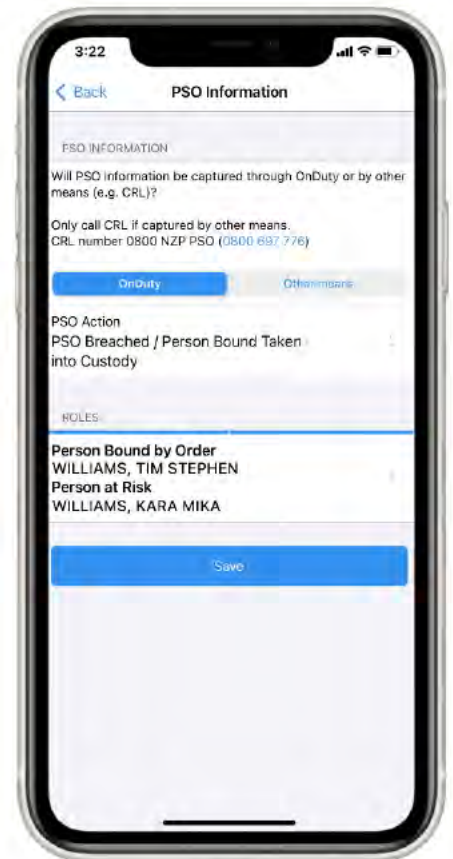 3:22
Back
PSO Information
PSO INFORMATION
Will PSO information be captured through OnDuty or by other
means (e.g. CRL)?
Only call CRL if captured by other means.
CRL number 0800 NZP PSO (0800 697 776)
OnDuty
Other means
PSO Action
PSO Breached / Person Bound Taken
into Custody
ROLES
Person Bound by Order
WILLIAMS, TIM STEPHEN
Person at Risk
WILLIAMS, KARA MIKA
Save